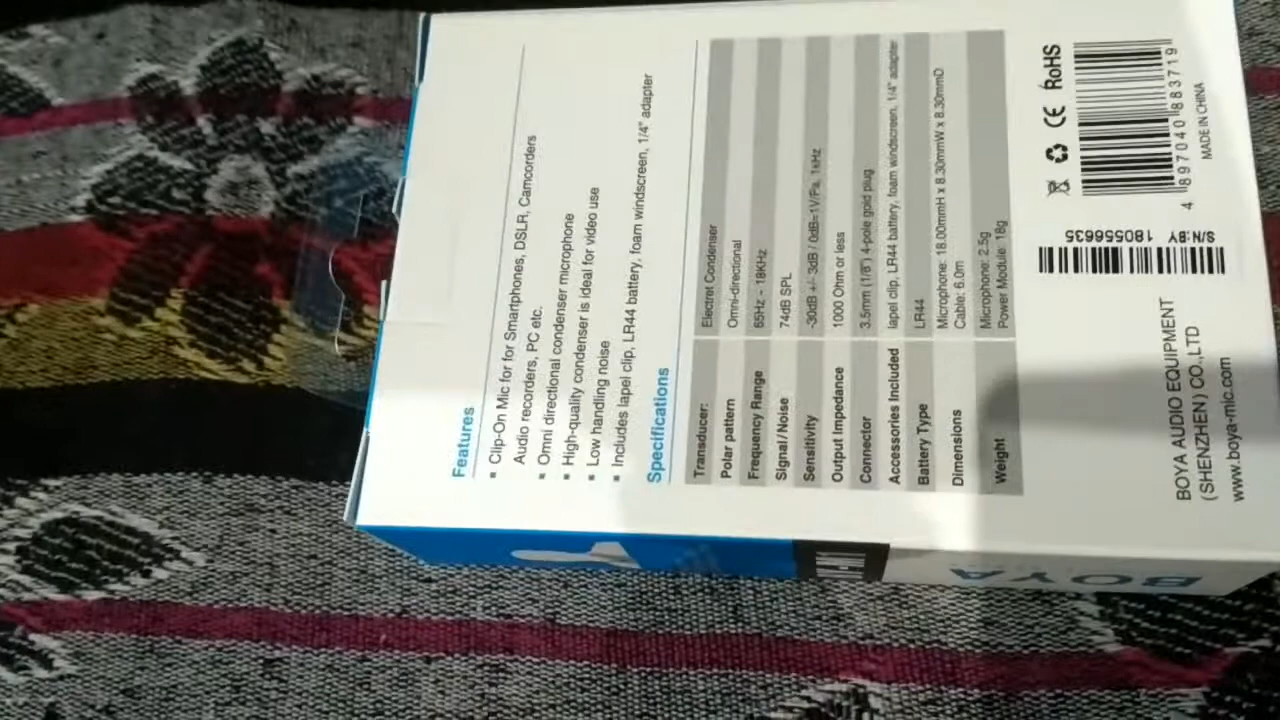 Features
▪ Clip-On Mic for for Smartphones, DSLR, Camcorders
Audio recorders, PC etc.
▪ Omni directional condenser microphone
▪ High-quality condenser is ideal for video use
▪ Low handling noise
▪ Includes lapel clip, LR44 battery, foam windscreen, 1/4" adapter
Specifications
Transducer: Electret Condenser
Polar pattern Omni-directional
Frequency Range 65Hz - 18KHz
Signal/Noise 74dB SPL
Sensitivity -30dB +/- 3dB / 0dB=1V/Pa, 1kHz
Output Impedance 1000 Ohm or less
Connector 3.5mm (1/8") 4-pole gold plug
Accessories Included lapel clip, LR44 battery, foam windscreen, 1/4" adapter
Battery Type LR44
Dimensions Microphone: 18.00mmH x 8.30mmW x 8.30mmD
Cable: 6.0m
Weight Microphone: 2.5g
Power Module: 18g
BOYA AUDIO EQUIPMENT
(SHENZHEN) CO.,LTD
www.boya-mic.com
S/N:BY 180556635
CE RoHS
4 897040 883719
MADE IN CHINA
BOYA